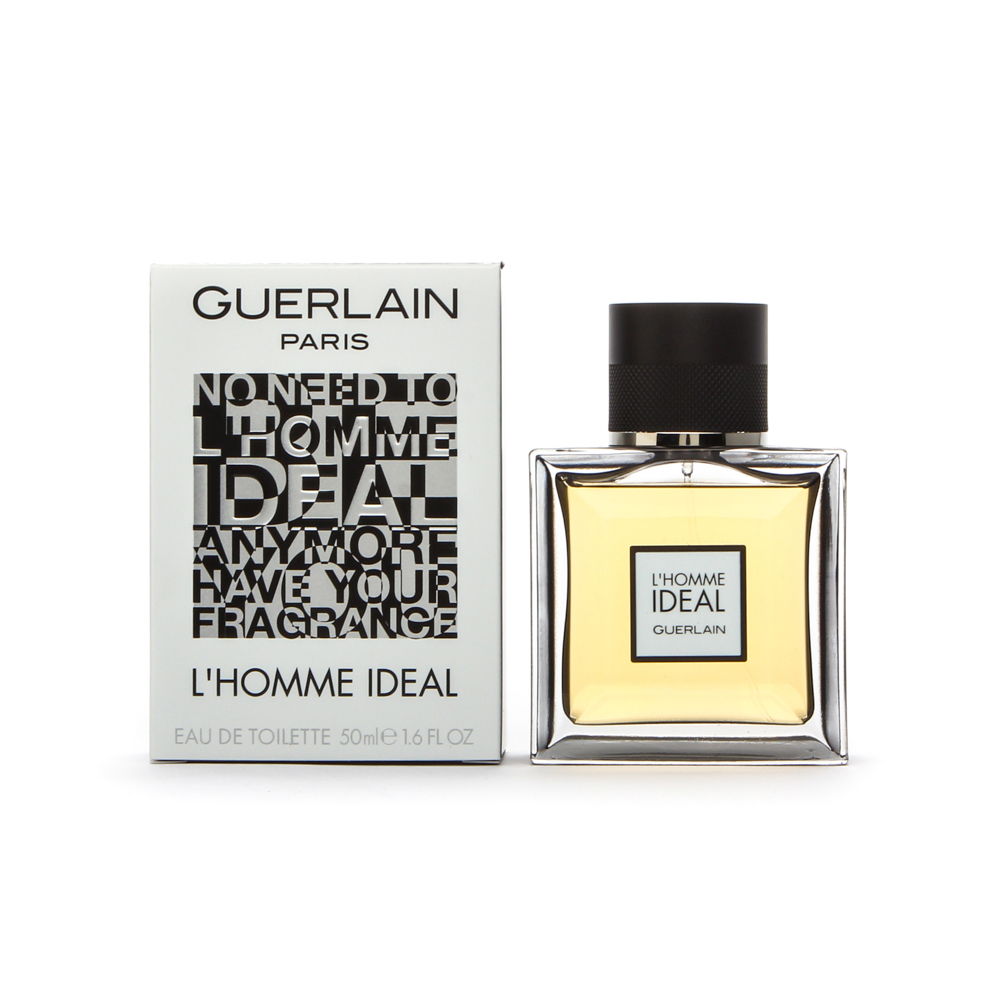 GUERLAIN
PARIS
NO NEED TO
L'HOMME
IDEAL
ANYMORE
HAVE YOUR
FRAGRANCE
L'HOMME IDEAL
EAU DE TOILETTE 50ml℮ 1.6 FL OZ
L'HOMME
IDEAL
GUERLAIN